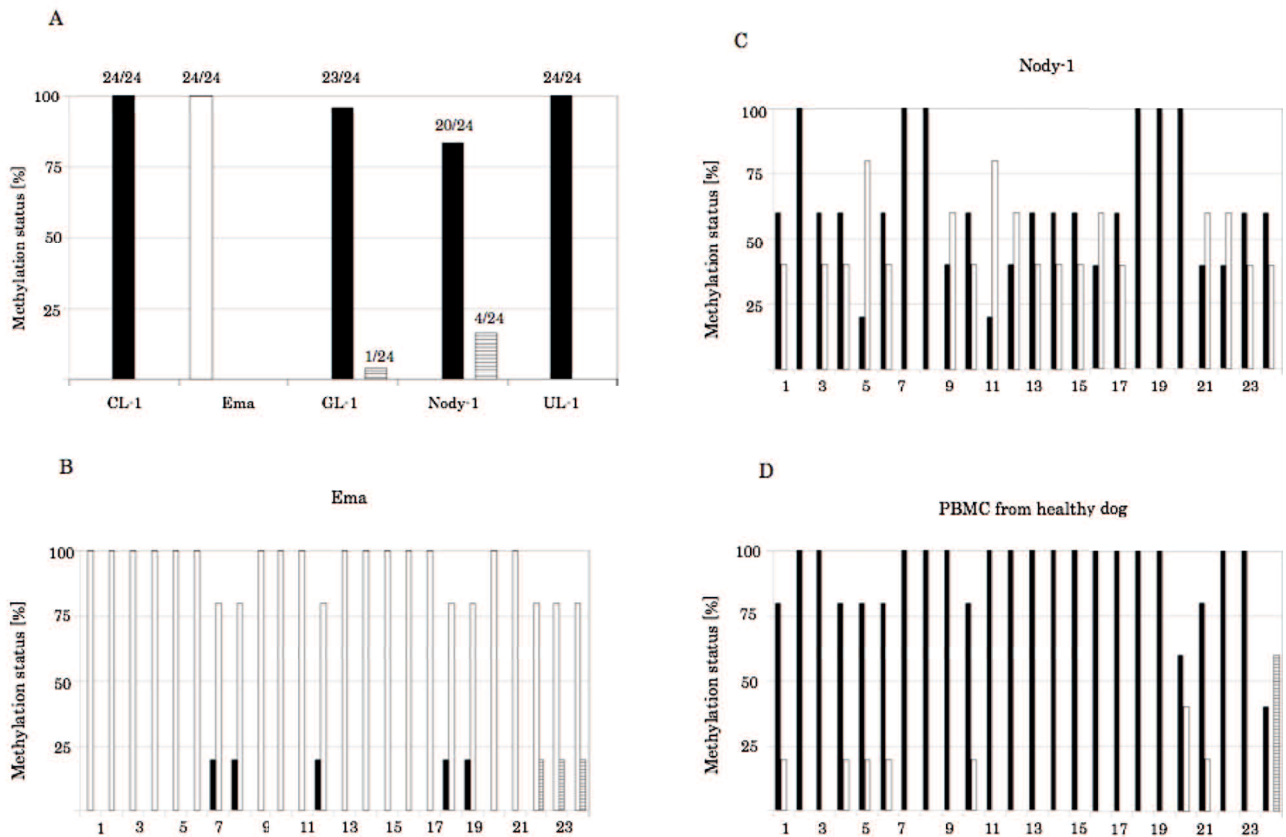 A
24/24 24/24 23/24 20/24 24/24
1/24 4/24
Methylation status [%]
100
75
50
25
CL-1 Ema GL-1 Nody-1 UL-1
B
Ema
Methylation status [%]
100
75
50
25
1 3 5 7 9 11 13 15 17 19 21 23
C
Nody-1
Methylation status [%]
100
75
50
25
1 3 5 7 9 11 13 15 17 19 21 23
D
PBMC from healthy dog
Methylation status [%]
100
75
50
25
1 3 5 7 9 11 13 15 17 19 21 23